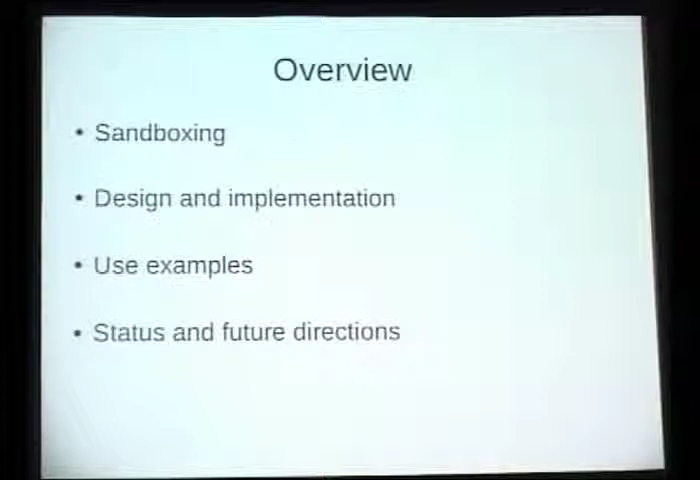 Overview
• Sandboxing
• Design and implementation
• Use examples
• Status and future directions